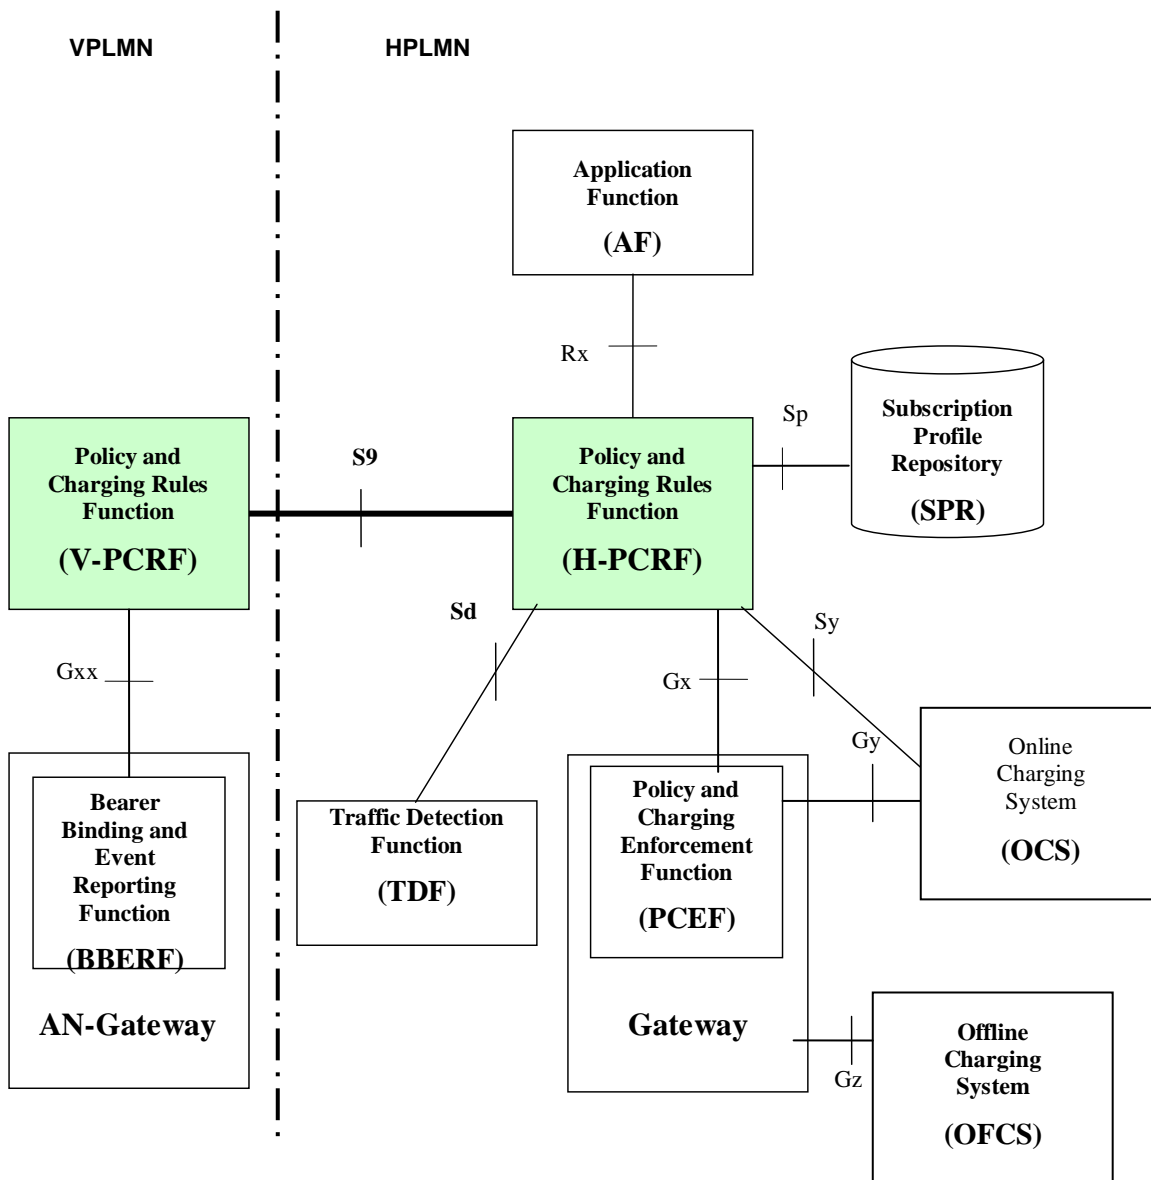 VPLMN
HPLMN
Application
Function
(AF)
Rx
Sp
Subscription
Profile
Repository
(SPR)
Policy and
Charging Rules
Function
(V-PCRF)
S9
Policy and
Charging Rules
Function
(H-PCRF)
Gxx
Sd
Gx
Sy
Gy
Bearer
Binding and
Event
Reporting
Function
(BBERF)
AN-Gateway
Traffic Detection
Function
(TDF)
Policy and
Charging
Enforcement
Function
(PCEF)
Gateway
Online
Charging
System
(OCS)
Gz
Offline
Charging
System
(OFCS)